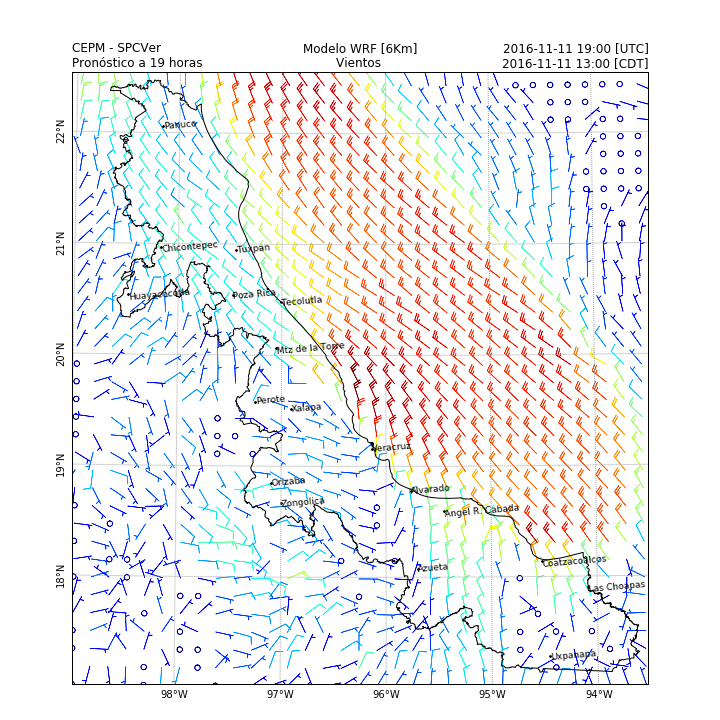 CEPM - SPCVer
Modelo WRF [6Km]
2016-11-11 19:00 [UTC]
Pronóstico a 19 horas
Vientos
2016-11-11 13:00 [CDT]
22°N
Panuco
21°N
Chicontepec
Tuxpan
Huayacocotla
Poza Rica
Tecolutla
20°N
Mtz de la Torre
Perote
Xalapa
Veracruz
19°N
Orizaba
Alvarado
Zongolica
Angel R. Cabada
18°N
Azueta
Coatzacoalcos
Las Choapas
Uxpanapa
98°W
97°W
96°W
95°W
94°W